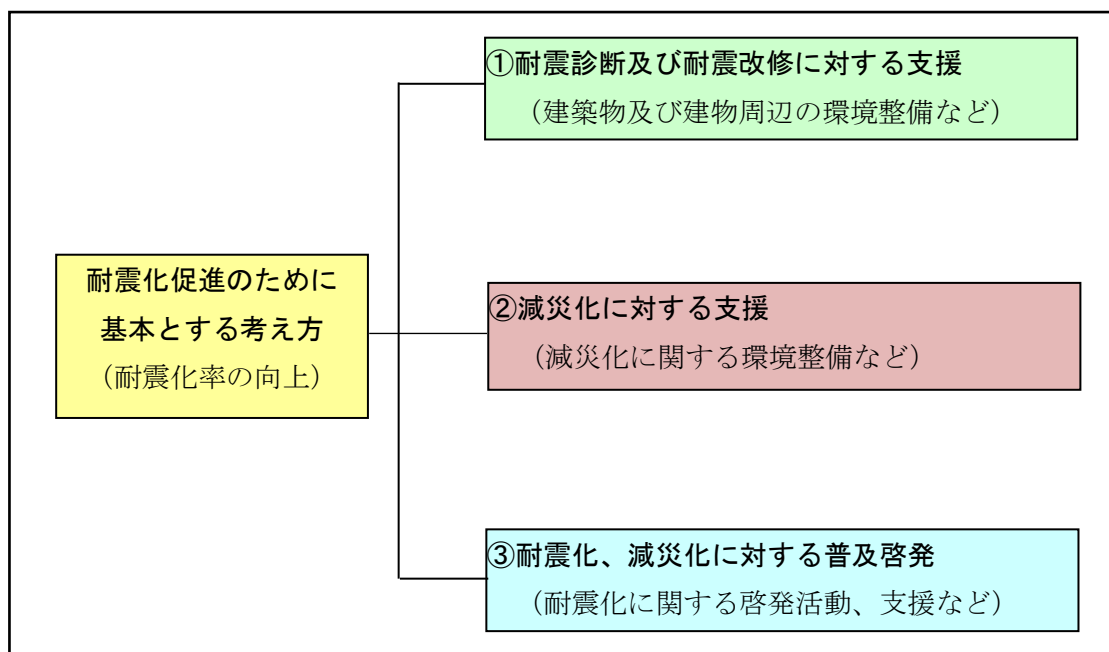 ①耐震診断及び耐震改修に対する支援
（建築物及び建物周辺の環境整備など）
耐震化促進のために
基本とする考え方
（耐震化率の向上）
②減災化に対する支援
（減災化に関する環境整備など）
③耐震化、減災化に対する普及啓発
（耐震化に関する啓発活動、支援など）